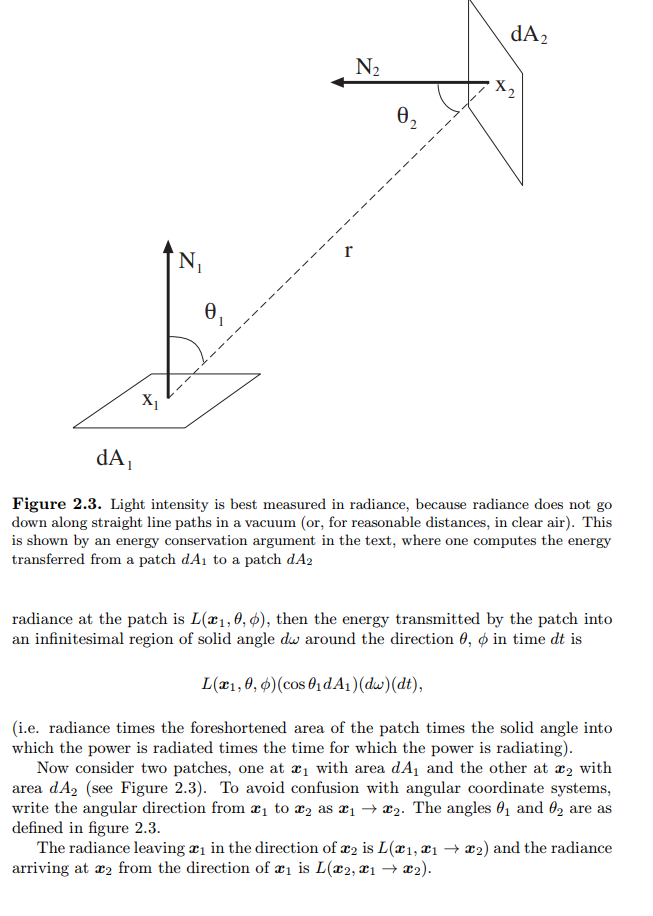 dA₂
N₂
x₂
θ₂
r
N₁
θ₁
x₁
dA₁
Figure 2.3. Light intensity is best measured in radiance, because radiance does not go
down along straight line paths in a vacuum (or, for reasonable distances, in clear air). This
is shown by an energy conservation argument in the text, where one computes the energy
transferred from a patch dA₁ to a patch dA₂
radiance at the patch is L(x₁, θ, ϕ), then the energy transmitted by the patch into
an infinitesimal region of solid angle dω around the direction θ, ϕ in time dt is
L(x₁, θ, ϕ)(cos θ₁dA₁)(dω)(dt),
(i.e. radiance times the foreshortened area of the patch times the solid angle into
which the power is radiated times the time for which the power is radiating).
Now consider two patches, one at x₁ with area dA₁ and the other at x₂ with
area dA₂ (see Figure 2.3). To avoid confusion with angular coordinate systems,
write the angular direction from x₁ to x₂ as x₁ → x₂. The angles θ₁ and θ₂ are as
defined in figure 2.3.
The radiance leaving x₁ in the direction of x₂ is L(x₁, x₁ → x₂) and the radiance
arriving at x₂ from the direction of x₁ is L(x₂, x₁ → x₂).